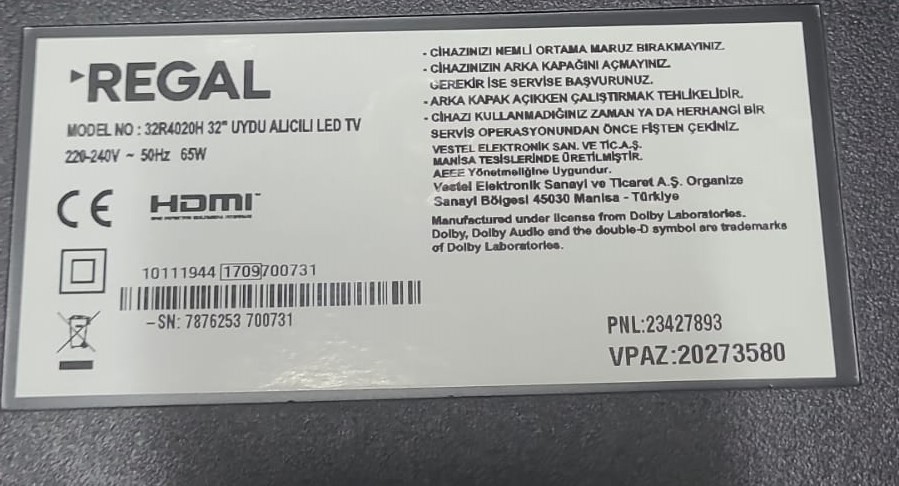 REGAL
MODEL NO : 32R4020H 32" UYDU ALICILI LED TV
220-240V ~ 50Hz 65W
CE HDMI
10111944 1709700731
-SN: 7876253 700731
- CİHAZINIZI NEMLİ ORTAMA MARUZ BIRAKMAYINIZ.
- CİHAZINIZIN ARKA KAPAĞINI AÇMAYINIZ.
GEREKİR İSE SERVİSE BAŞVURUNUZ.
- ARKA KAPAK AÇIKKEN ÇALIŞTIRMAK TEHLİKELİDİR.
- CİHAZI KULLANMADIĞINIZ ZAMAN YA DA HERHANGİ BİR
SERVİS OPERASYONUNDAN ÖNCE FİŞTEN ÇEKİNİZ.
VESTEL ELEKTRONİK SAN. VE TİC.A.Ş.
MANİSA TESİSLERİNDE ÜRETİLMİŞTİR.
AEEE Yönetmeliğine Uygundur.
Vestel Elektronik Sanayi ve Ticaret A.Ş. Organize
Sanayi Bölgesi 45030 Manisa - Türkiye
Manufactured under license from Dolby Laboratories.
Dolby, Dolby Audio and the double-D symbol are trademarks
of Dolby Laboratories.
PNL:23427893
VPAZ:20273580